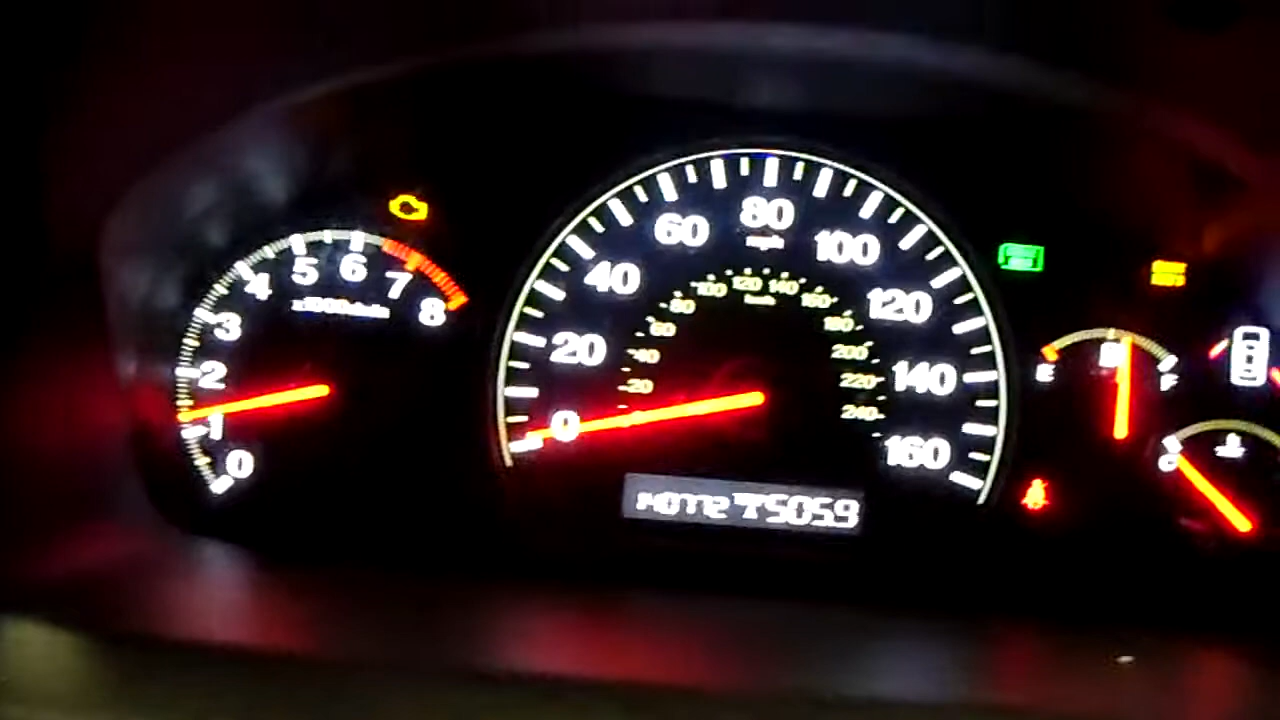 0 1 2 3 4 5 6 7 8
0 20 40 60 80 100 120 140 160
mph
20 40 60 80 100 120 140 160 180 200 220 240
km/h
E F
C